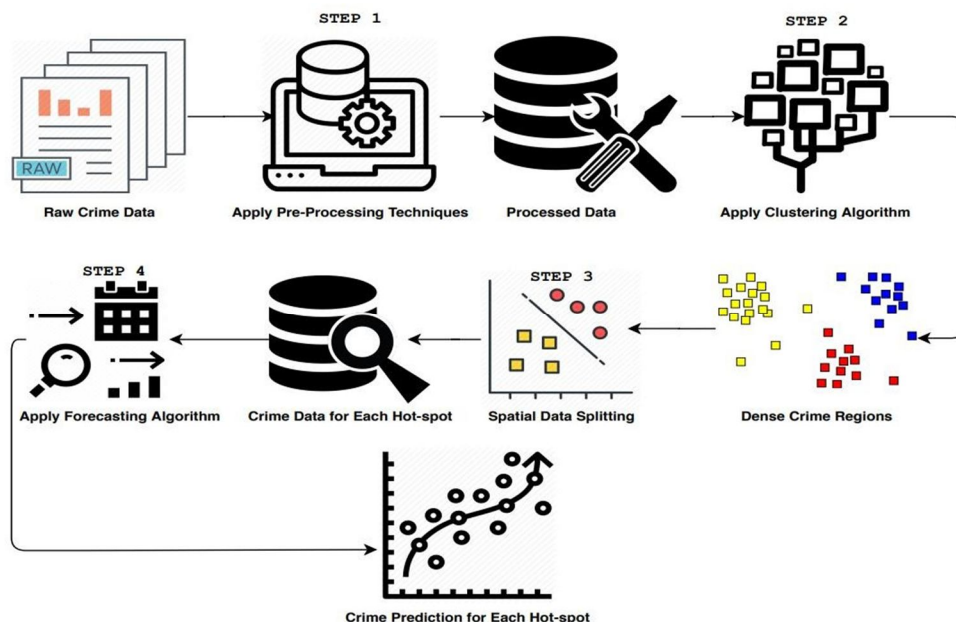 STEP 1
STEP 2
RAW
Raw Crime Data
Apply Pre-Processing Techniques
Processed Data
Apply Clustering Algorithm
STEP 4
STEP 3
Apply Forecasting Algorithm
Crime Data for Each Hot-spot
Spatial Data Splitting
Dense Crime Regions
Crime Prediction for Each Hot-spot